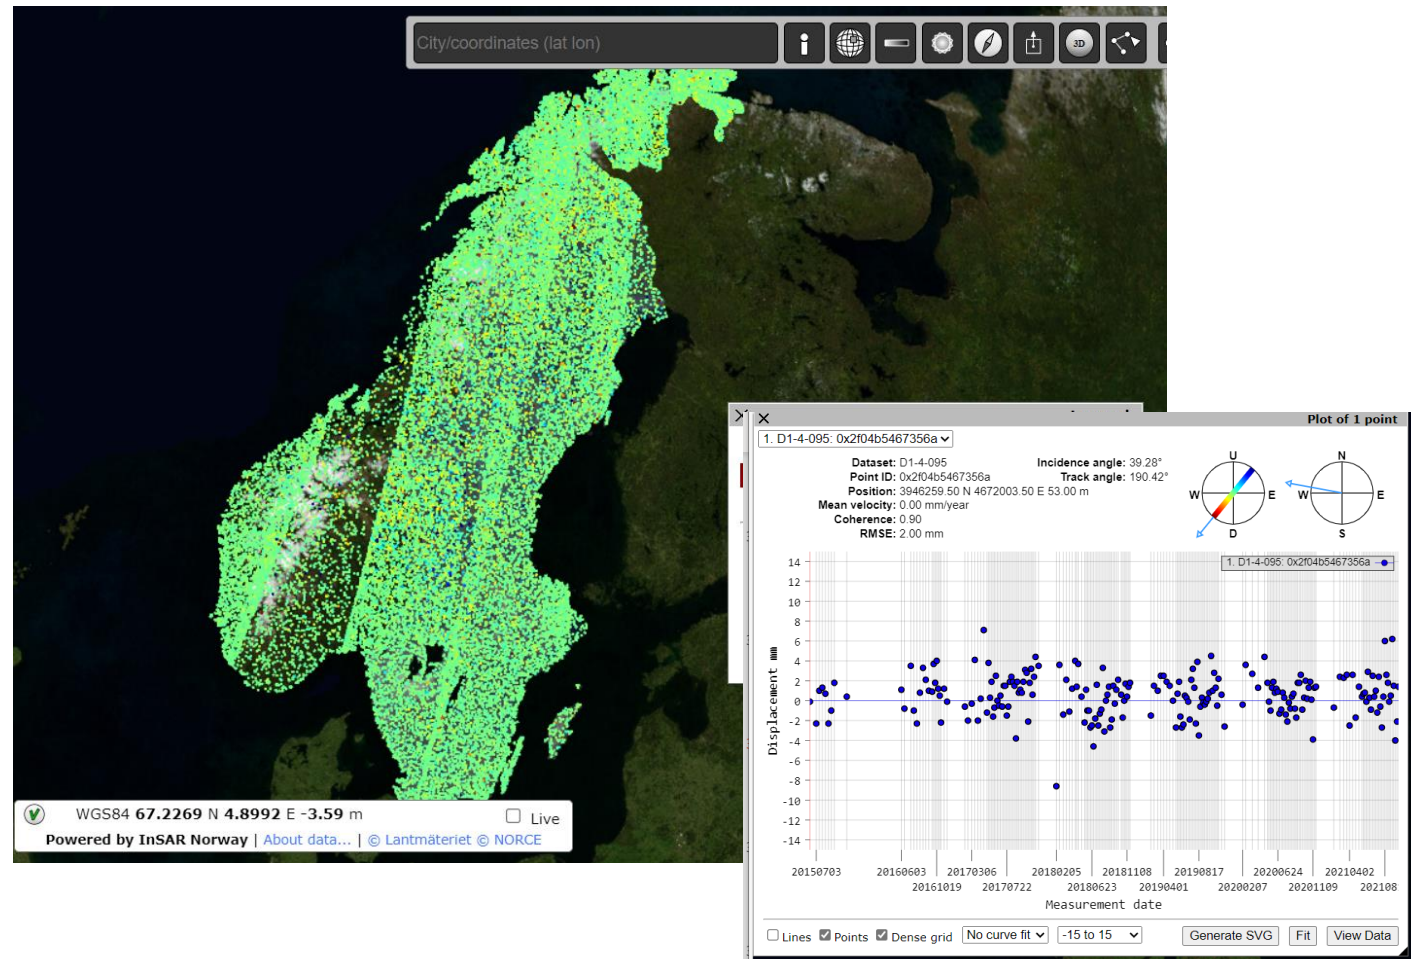 City/coordinates (lat lon)
i
3D
WGS84 67.2269 N 4.8992 E -3.59 m
Live
Powered by InSAR Norway | About data... | © Lantmäteriet © NORCE
Plot of 1 point
1. D1-4-095: 0x2f04b5467356a
Dataset: D1-4-095
Incidence angle: 39.28°
Point ID: 0x2f04b5467356a
Track angle: 190.42°
Position: 3946259.50 N 4672003.50 E 53.00 m
Mean velocity: 0.00 mm/year
Coherence: 0.90
RMSE: 2.00 mm
U
W E
D
N
W E
S
1. D1-4-095: 0x2f04b5467356a
14
12
10
8
6
4
2
0
-2
-4
-6
-8
-10
-12
-14
Displacement mm
20150703 20160603 20170306 20180205 20181108 20190817 20200624 20210402
20161019 20170722 20180623 20190401 20200207 20201109 202108
Measurement date
Lines Points Dense grid No curve fit -15 to 15 Generate SVG Fit View Data